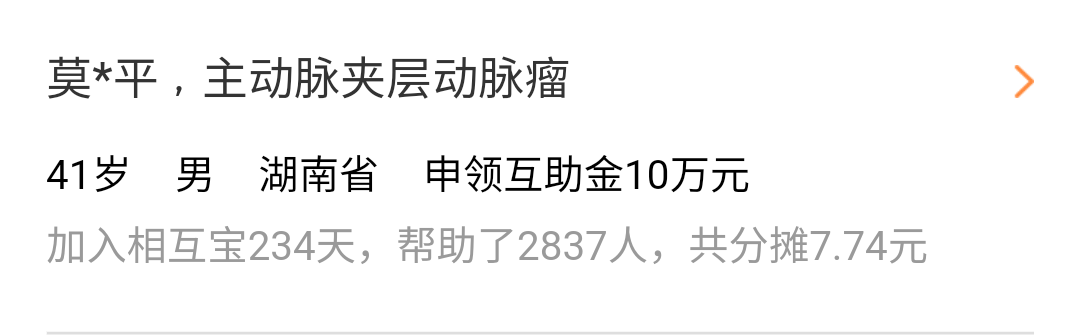 莫*平，主动脉夹层动脉瘤
41岁 男 湖南省 申领互助金10万元
加入相互宝234天，帮助了2837人，共分摊7.74元